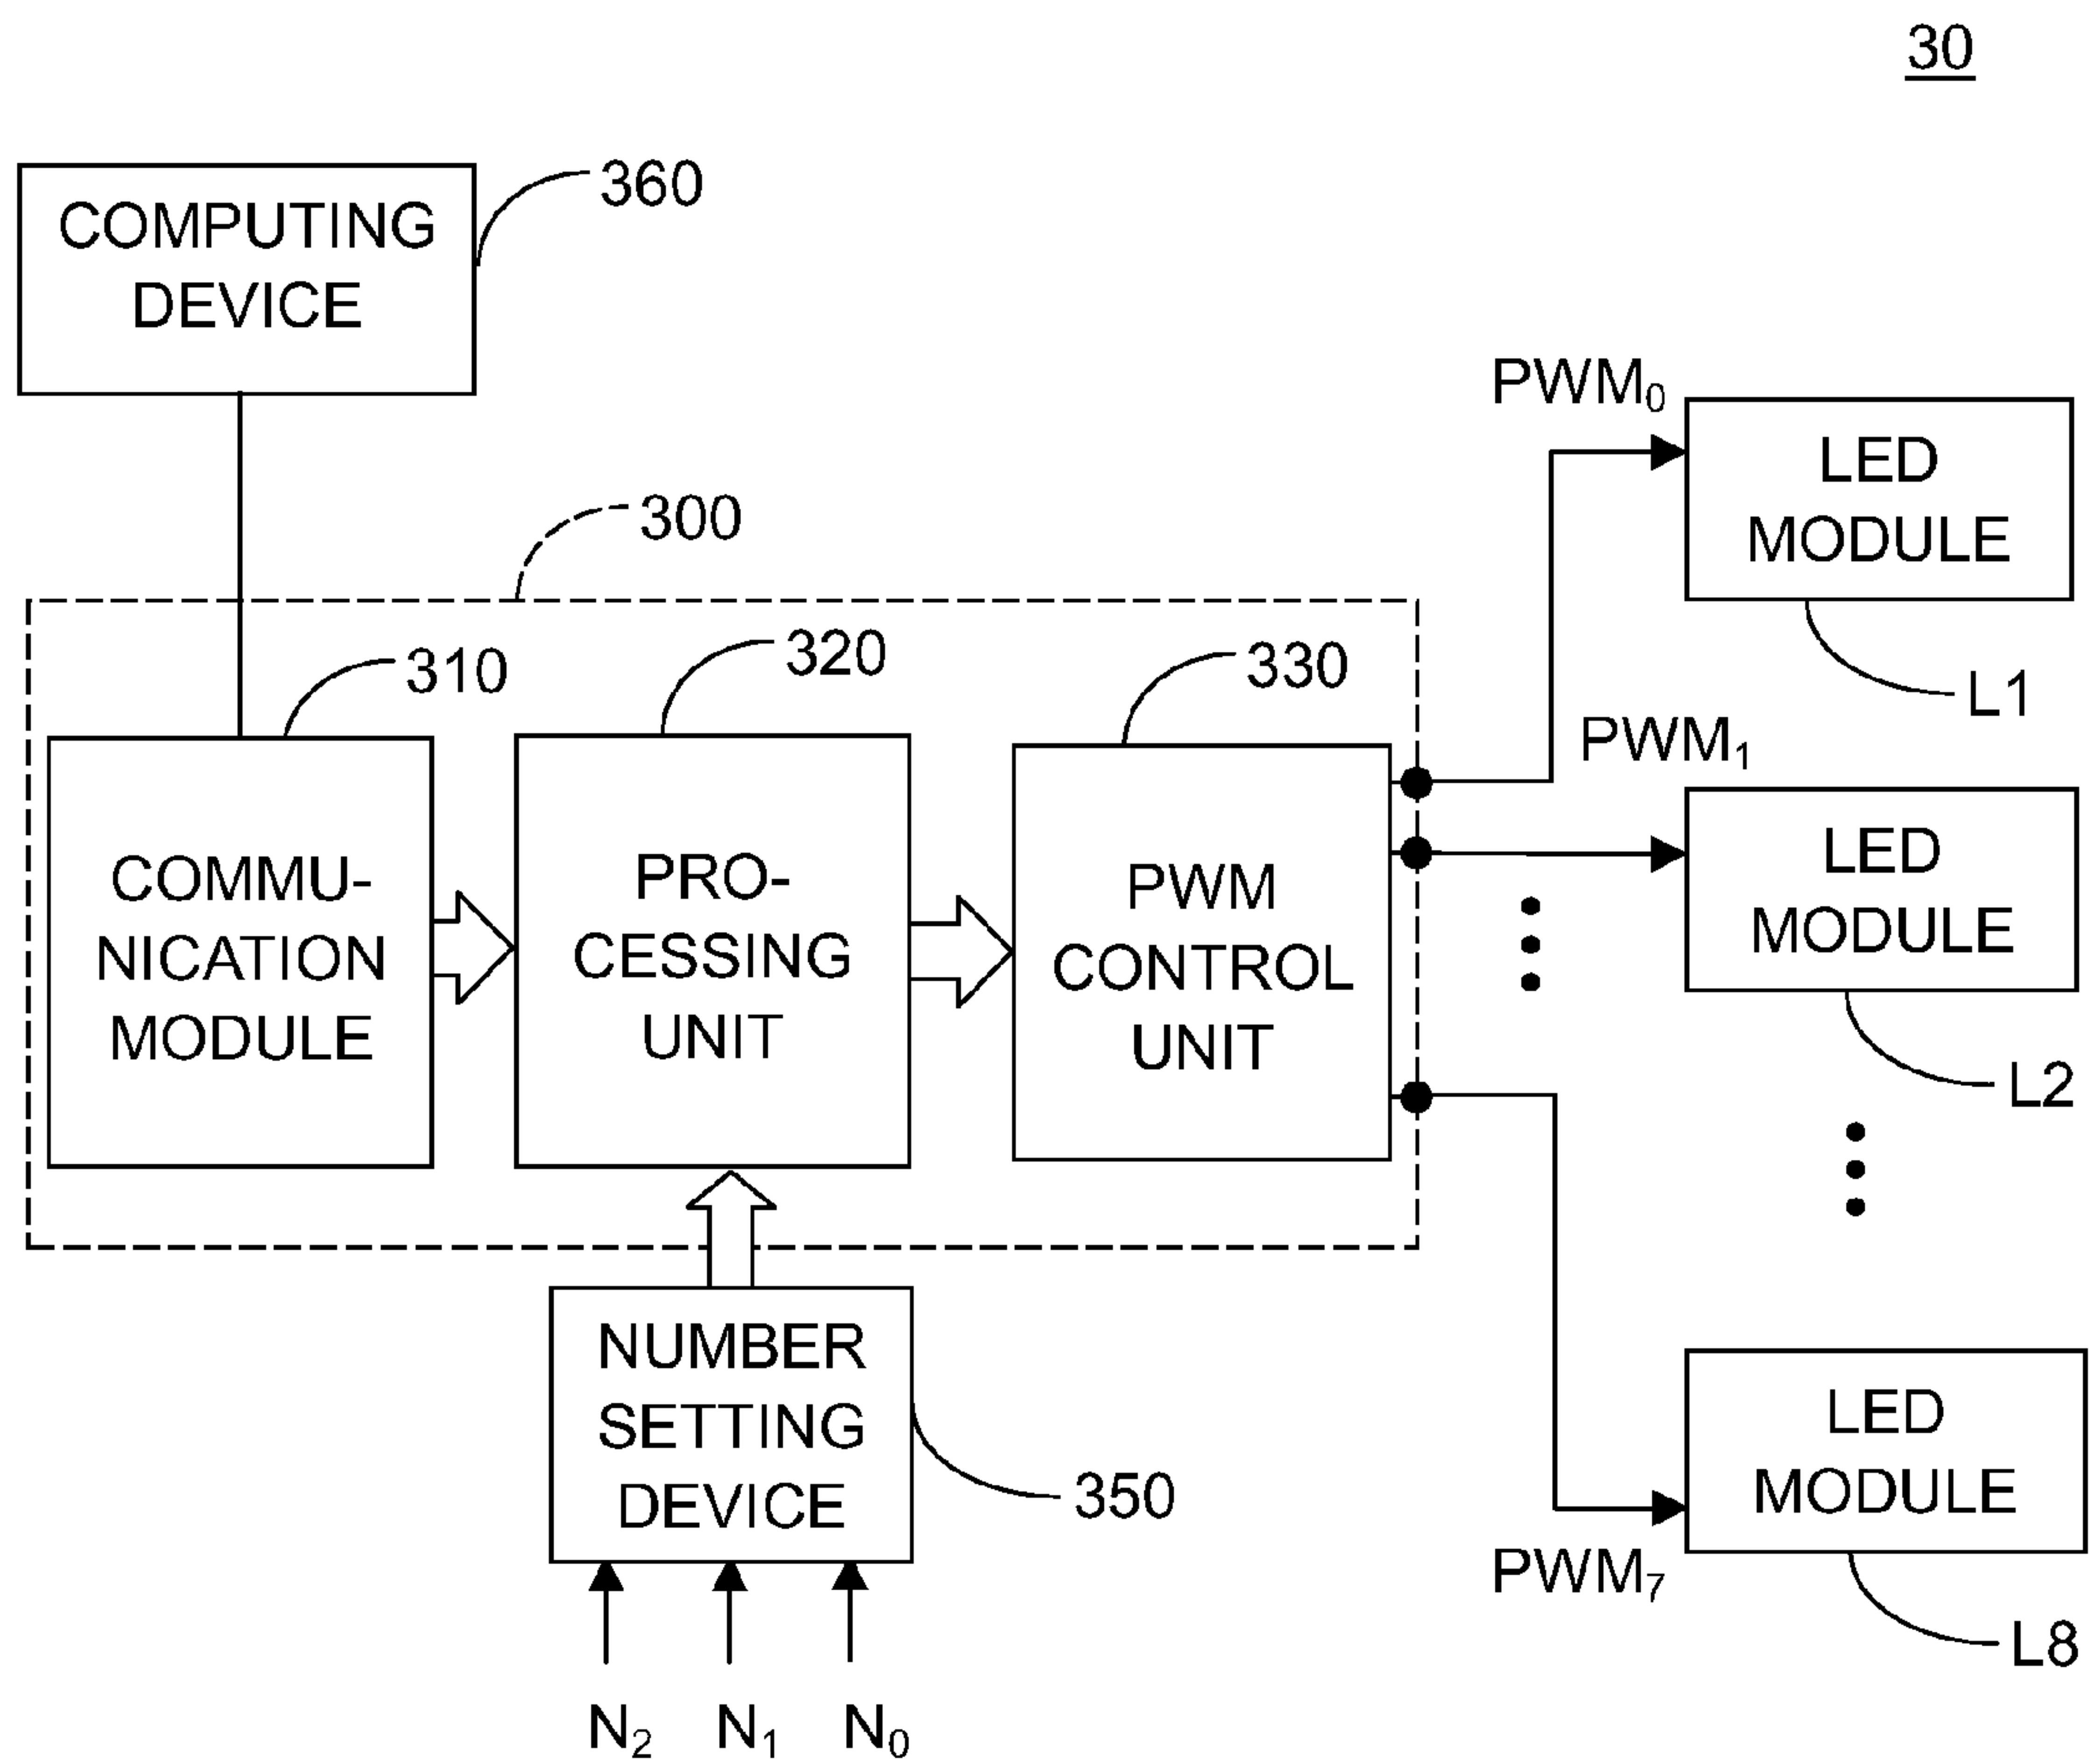 30
COMPUTING
DEVICE
360
PWM0
LED
MODULE
L1
300
310
320
330
PWM1
COMMU-
NICATION
MODULE
PRO-
CESSING
UNIT
PWM
CONTROL
UNIT
LED
MODULE
L2
NUMBER
SETTING
DEVICE
350
LED
MODULE
PWM7
L8
N2
N1
N0